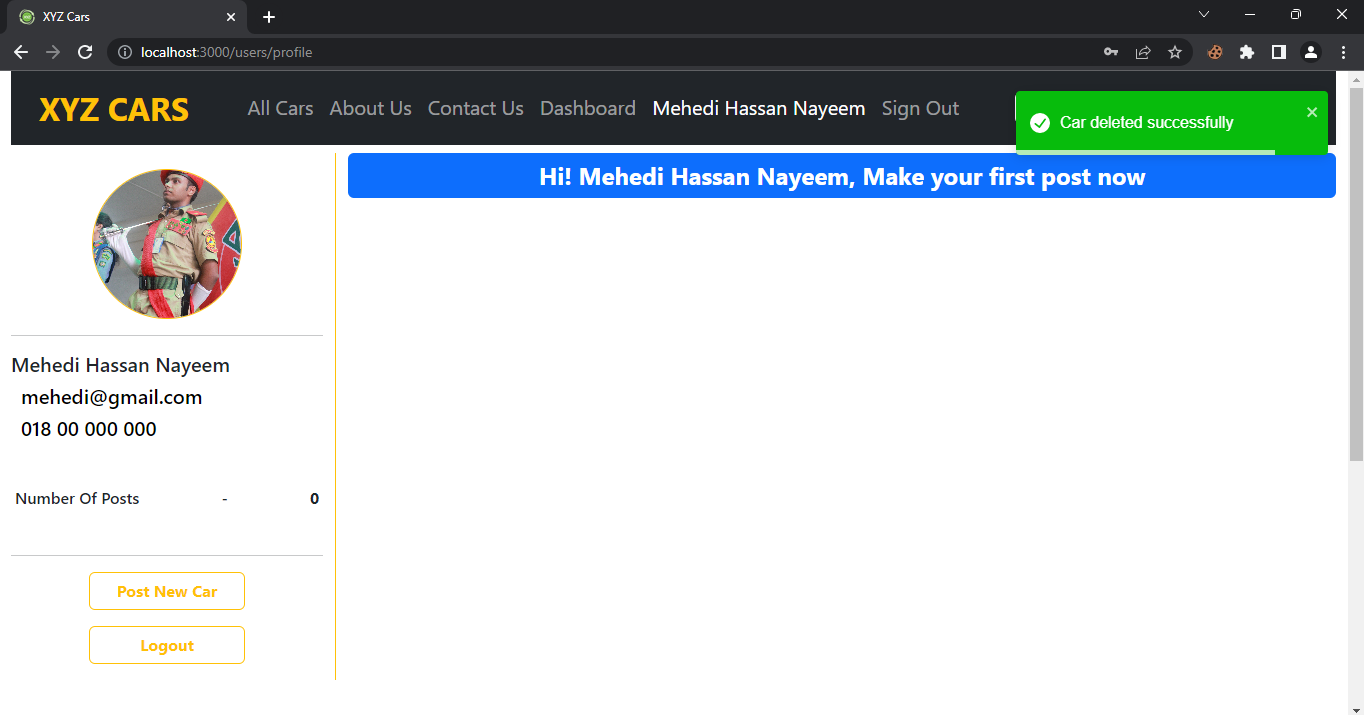 XYZ Cars
localhost:3000/users/profile
XYZ CARS
All Cars About Us Contact Us Dashboard Mehedi Hassan Nayeem Sign Out
Car deleted successfully
Hi! Mehedi Hassan Nayeem, Make your first post now
Mehedi Hassan Nayeem
mehedi@gmail.com
018 00 000 000
Number Of Posts - 0
Post New Car
Logout